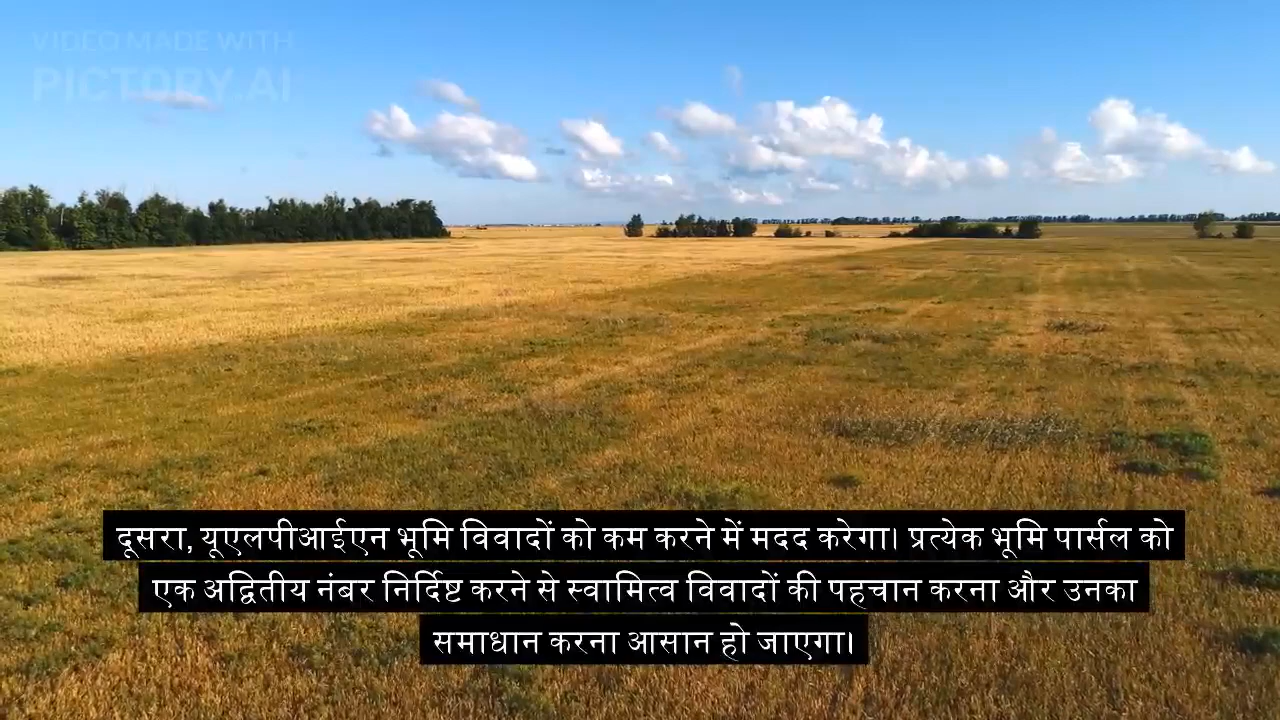 VIDEO MADE WITH
PICTORY.AI
दूसरा, यूएलपीआईएन भूमि विवादों को कम करने में मदद करेगा। प्रत्येक भूमि पार्सल को
एक अद्वितीय नंबर निर्दिष्ट करने से स्वामित्व विवादों की पहचान करना और उनका
समाधान करना आसान हो जाएगा।